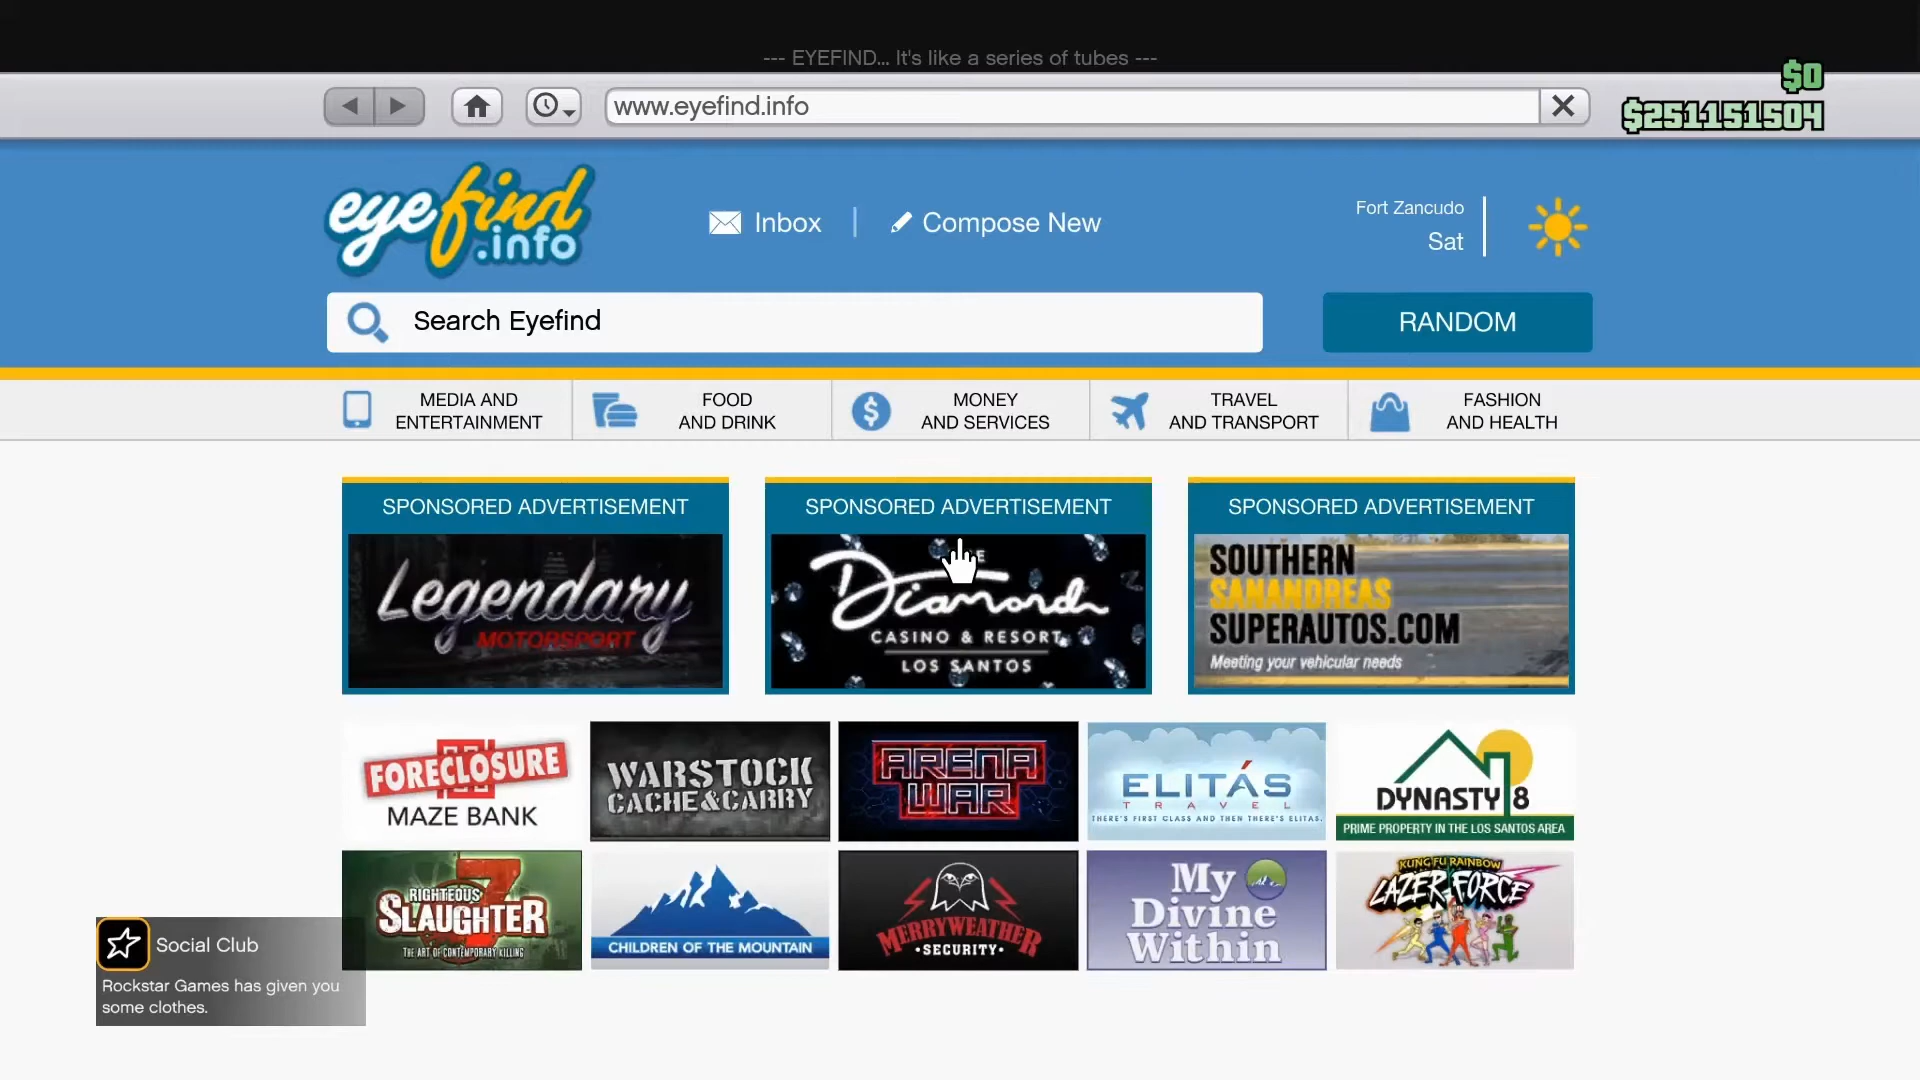 --- EYEFIND... It's like a series of tubes ---
$0
www.eyefind.info
$251151504
eyefind
.info
Inbox
Compose New
Fort Zancudo
Sat
Search Eyefind
RANDOM
MEDIA AND
ENTERTAINMENT
FOOD
AND DRINK
MONEY
AND SERVICES
TRAVEL
AND TRANSPORT
FASHION
AND HEALTH
SPONSORED ADVERTISEMENT
Legendary
MOTORSPORT
SPONSORED ADVERTISEMENT
Diamond
CASINO & RESORT
LOS SANTOS
SPONSORED ADVERTISEMENT
SOUTHERN
SANANDREAS
SUPERAUTOS.COM
Meeting your vehicular needs
FORECLOSURE
MAZE BANK
WARSTOCK
CACHE&CARRY
ARENA
WAR
ELITÁS
TRAVEL
THERE'S FIRST CLASS AND THEN THERE'S ELITAS.
DYNASTY 8
PRIME PROPERTY IN THE LOS SANTOS AREA
RIGHTEOUS
SLAUGHTER
7
THE ART OF CONTEMPORARY KILLING
CHILDREN OF THE MOUNTAIN
MERRYWEATHER
·SECURITY·
My
Divine
Within
KUNG FU RAINBOW
LAZER FORCE
Social Club
Rockstar Games has given you
some clothes.